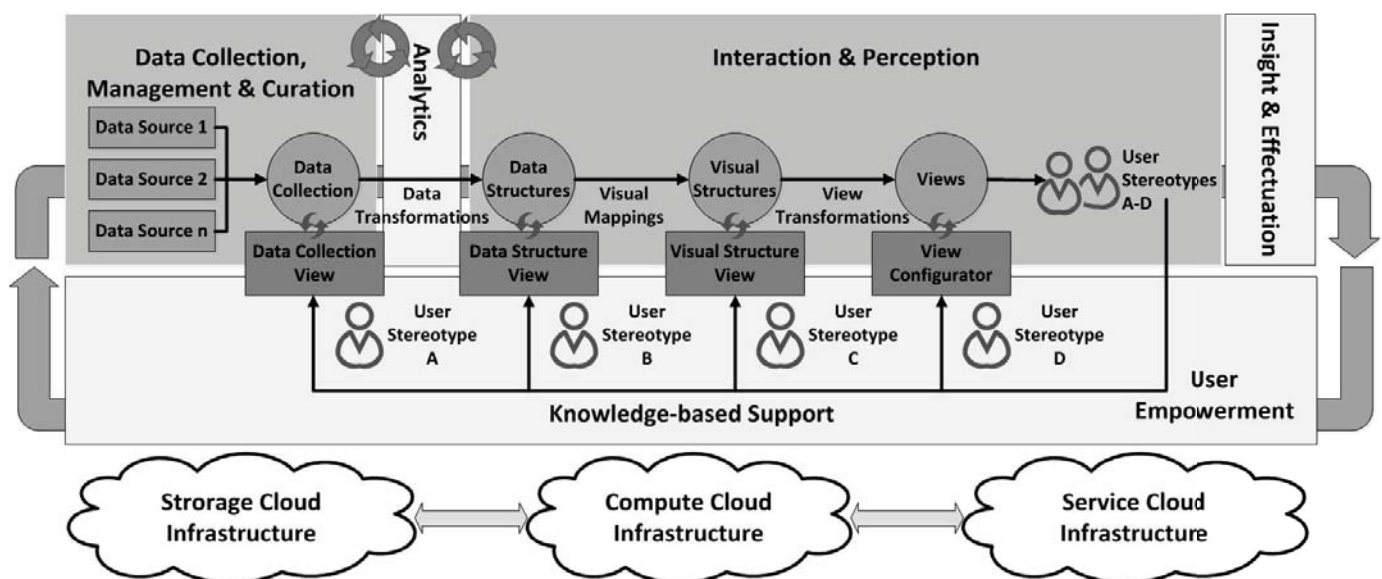 Data Collection,
Management & Curation
Analytics
Interaction & Perception
Insight & Effectuation
Data Source 1
Data Source 2
Data Source n
Data
Collection
Data
Transformations
Data
Structures
Visual
Mappings
Visual
Structures
View
Transformations
Views
User
Stereotypes
A-D
Data Collection
View
Data Structure
View
Visual Structure
View
View
Configurator
User
Stereotype
A
User
Stereotype
B
User
Stereotype
C
User
Stereotype
D
Knowledge-based Support
User
Empowerment
Strorage Cloud
Infrastructure
Compute Cloud
Infrastructure
Service Cloud
Infrastructure